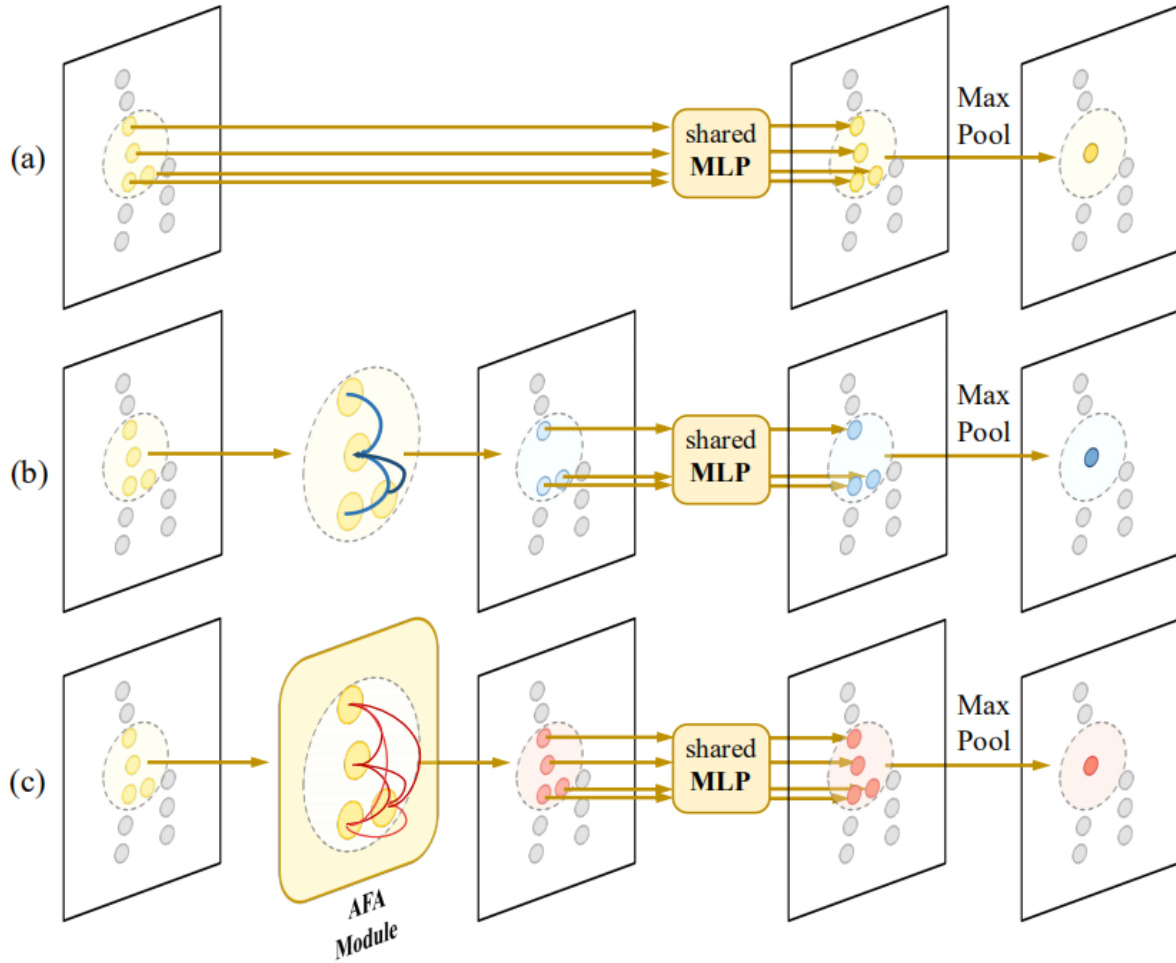 (a)
shared
MLP
Max
Pool
(b)
shared
MLP
Max
Pool
(c)
AFA
Module
shared
MLP
Max
Pool